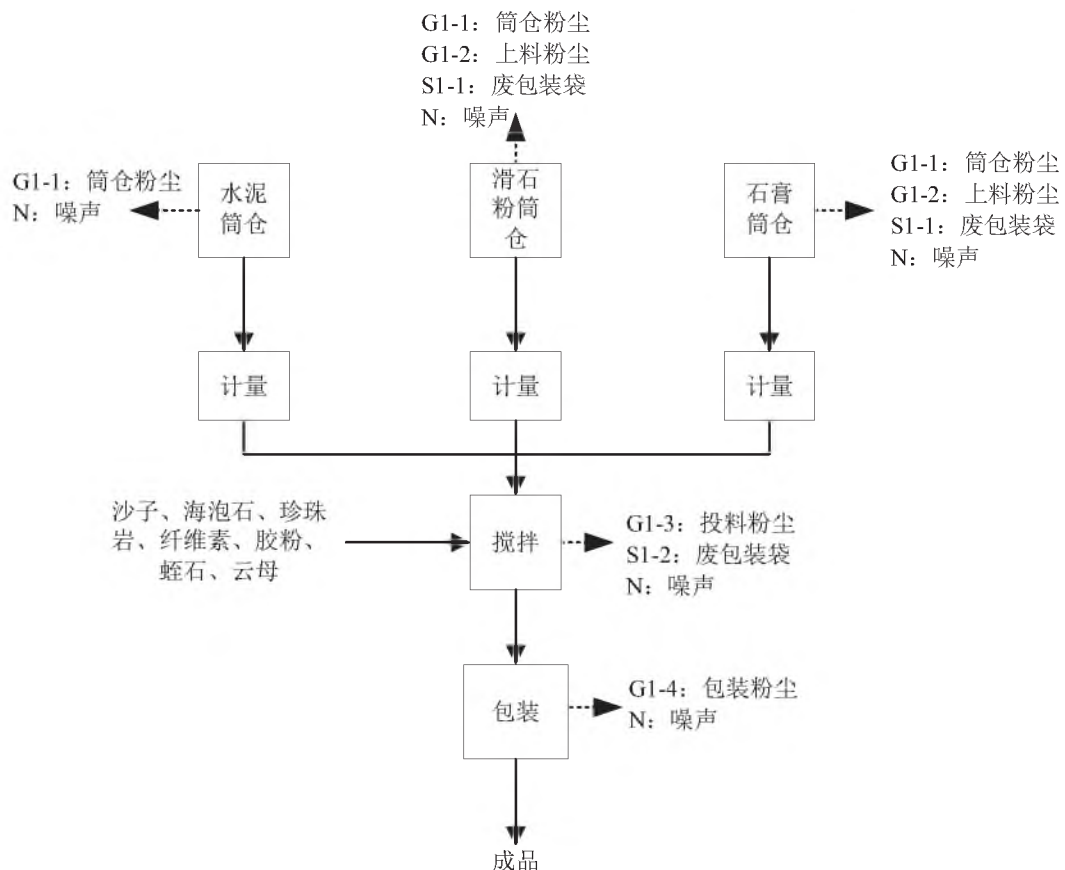 G1-1：筒仓粉尘
G1-2：上料粉尘
S1-1：废包装袋
N：噪声
G1-1：筒仓粉尘
N：噪声
水泥
筒仓
滑石
粉筒
仓
石膏
筒仓
G1-1：筒仓粉尘
G1-2：上料粉尘
S1-1：废包装袋
N：噪声
计量
计量
计量
沙子、海泡石、珍珠
岩、纤维素、胶粉、
蛭石、云母
搅拌
G1-3：投料粉尘
S1-2：废包装袋
N：噪声
包装
G1-4：包装粉尘
N：噪声
成品